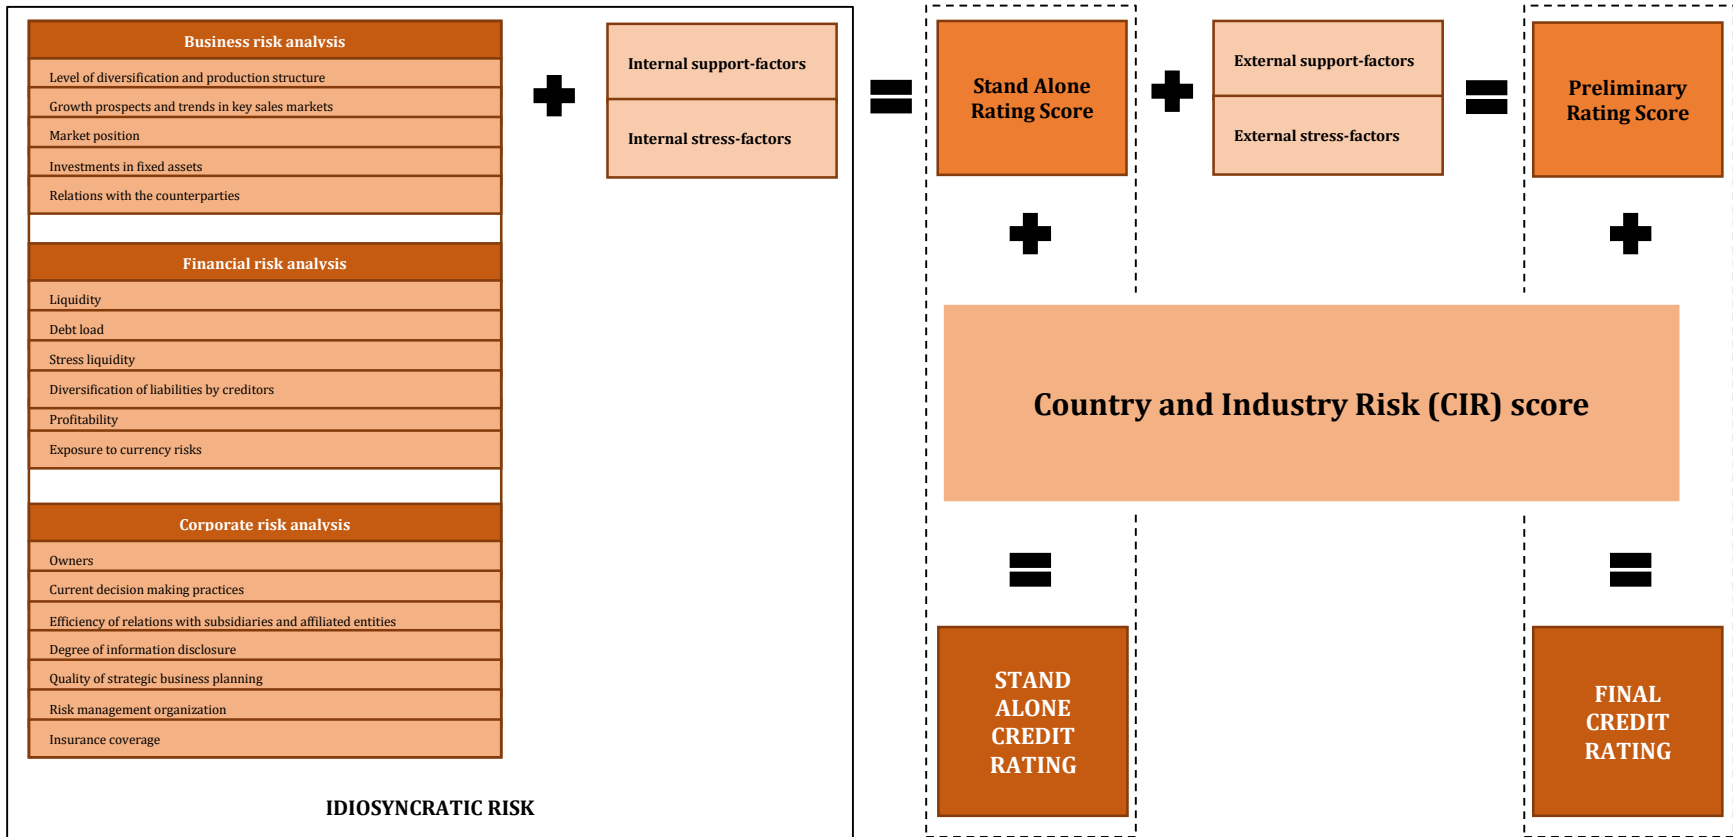 Business risk analysis
Level of diversification and production structure
Growth prospects and trends in key sales markets
Market position
Investments in fixed assets
Relations with the counterparties
Financial risk analysis
Liquidity
Debt load
Stress liquidity
Diversification of liabilities by creditors
Profitability
Exposure to currency risks
Corporate risk analysis
Owners
Current decision making practices
Efficiency of relations with subsidiaries and affiliated entities
Degree of information disclosure
Quality of strategic business planning
Risk management organization
Insurance coverage
IDIOSYNCRATIC RISK
Internal support-factors
Internal stress-factors
Stand Alone
Rating Score
External support-factors
External stress-factors
Preliminary
Rating Score
Country and Industry Risk (CIR) score
STAND
ALONE
CREDIT
RATING
FINAL
CREDIT
RATING